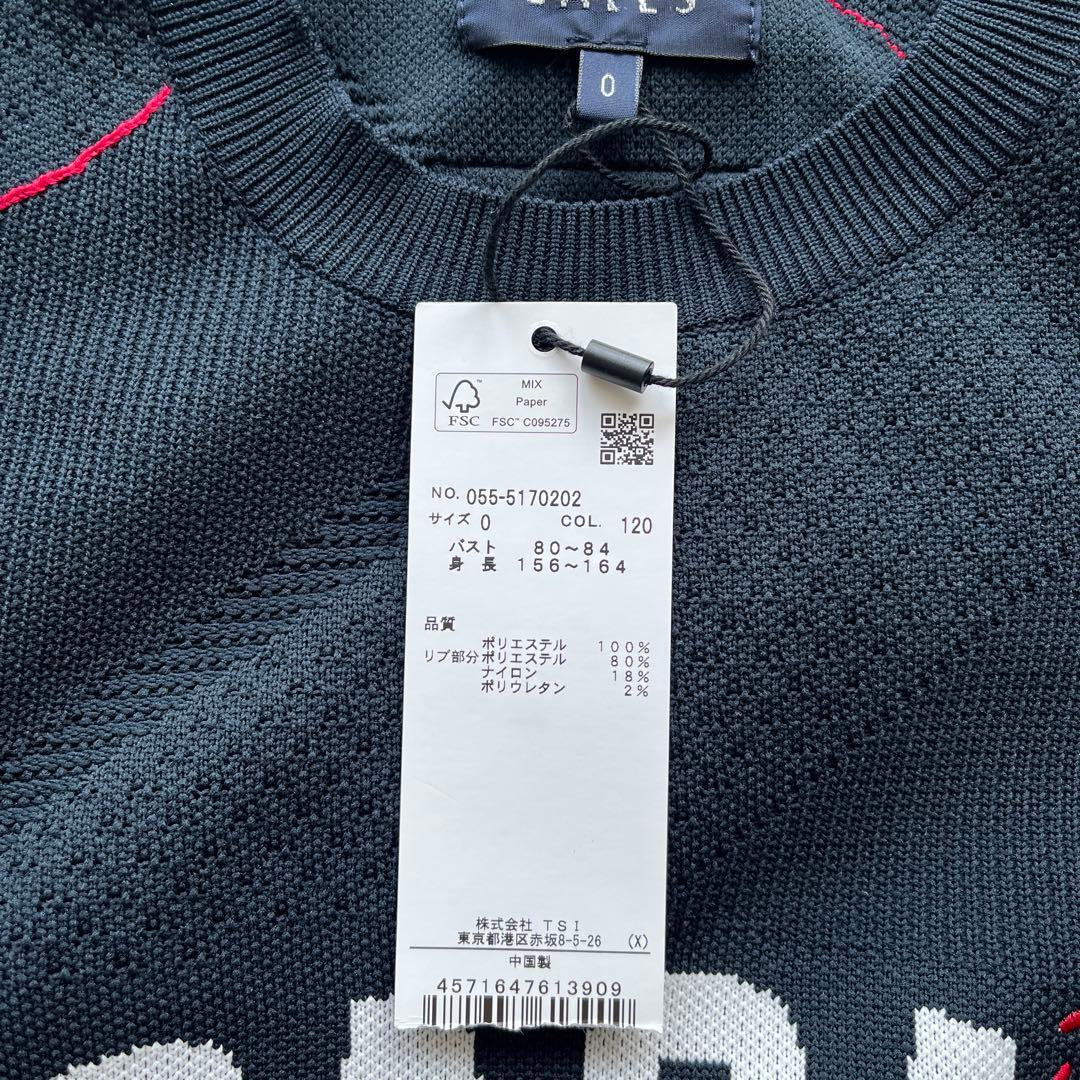 0
MIX
Paper
FSC
FSC™ C095275
NO. 055-5170202
サイズ 0 COL. 120
バスト 80～84
身長 156～164
品質
ポリエステル 100%
リブ部分ポリエステル 80%
ナイロン 18%
ポリウレタン 2%
株式会社 TSI
東京都港区赤坂8-5-26 (X)
中国製
4571647613909